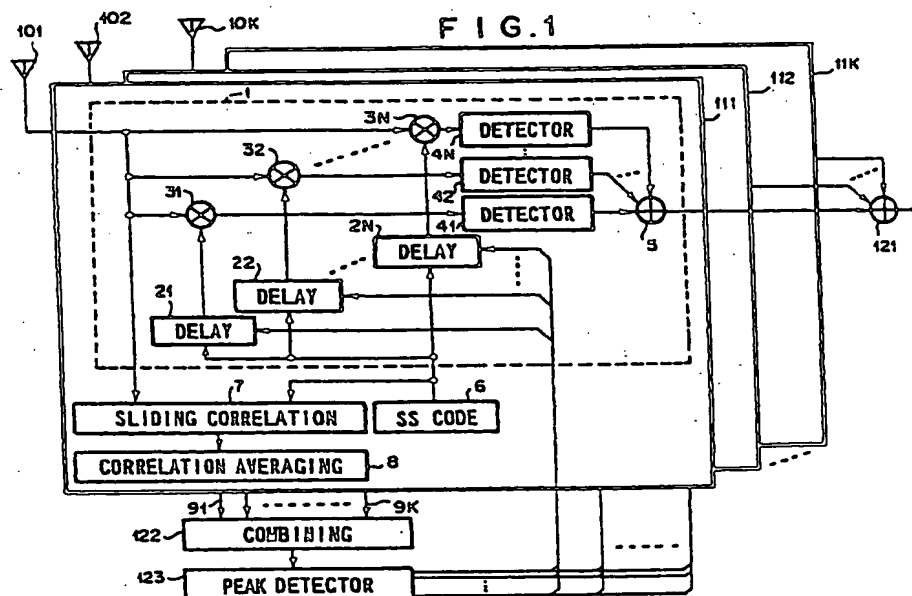 FIG.1
101
102
10K
11K
112
111
1
3N
DETECTOR
4N
32
DETECTOR
42
31
DETECTOR
41
5
121
2N
DELAY
22
DELAY
21
DELAY
7
6
SLIDING CORRELATION
SS CODE
CORRELATION AVERAGING
8
91
9K
122
COMBINING
123
PEAK DETECTOR